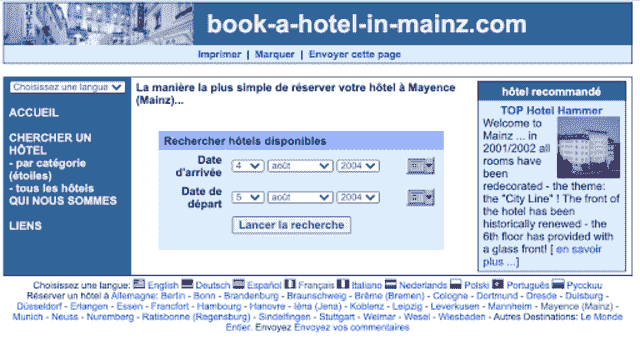 book-a-hotel-in-mainz.com
Imprimer | Marquer | Envoyer cette page
Choisissez une langue
ACCUEIL
CHERCHER UN
HÔTEL
- par catégorie
(étoiles)
- tous les hôtels
QUI NOUS SOMMES
LIENS
La manière la plus simple de réserver votre hôtel à Mayence
(Mainz)...
Rechercher hôtels disponibles
Date
d'arrivée
4 août 2004
Date de
départ
5 août 2004
Lancer la recherche
hôtel recommandé
TOP Hotel Hammer
Welcome to
Mainz ... in
2001/2002 all
rooms have
been
redecorated - the theme:
the "City Line" ! The front of
the hotel has been
historically renewed - the
6th floor has provided with
a glass front! [ en savoir
plus ...]
Choisissez une langue: English Deutsch Español Français Italiano Nederlands Polski Português Русскии
Réserver un hôtel à Allemagne: Berlin - Bonn - Brandenburg - Braunschweig - Brême (Bremen) - Cologne - Dortmund - Dresde - Duisburg -
Düsseldorf - Erlangen - Essen - Francfort - Hambourg - Hanovre - Iéna (Jena) - Koblenz - Leipzig - Leverkusen - Mannheim - Mayence (Mainz) -
Munich - Neuss - Nuremberg - Ratisbonne (Regensburg) - Sindelfingen - Stuttgart - Weimar - Wesel - Wiesbaden - Autres Destinations: Le Monde
Entier. Envoyez Envoyez vos commentaires